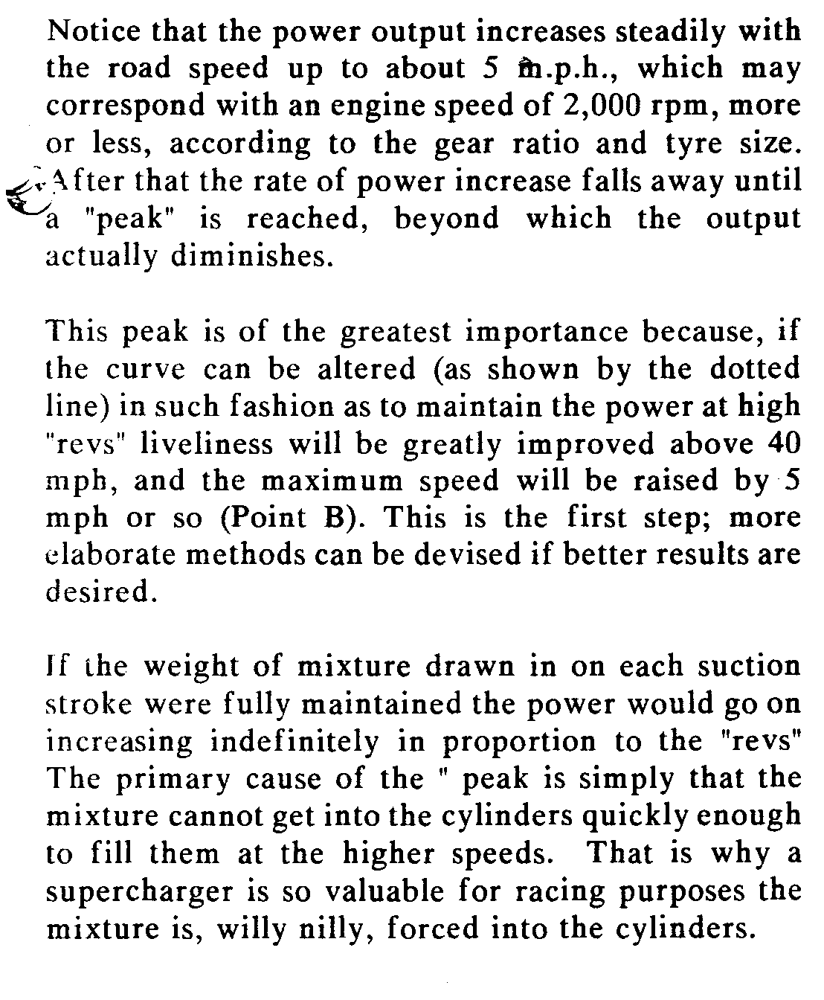 Notice that the power output increases steadily with
the road speed up to about 5 m.p.h., which may
correspond with an engine speed of 2,000 rpm, more
or less, according to the gear ratio and tyre size.
After that the rate of power increase falls away until
a "peak" is reached, beyond which the output
actually diminishes.

This peak is of the greatest importance because, if
the curve can be altered (as shown by the dotted
line) in such fashion as to maintain the power at high
"revs" liveliness will be greatly improved above 40
mph, and the maximum speed will be raised by 5
mph or so (Point B). This is the first step; more
elaborate methods can be devised if better results are
desired.

If the weight of mixture drawn in on each suction
stroke were fully maintained the power would go on
increasing indefinitely in proportion to the "revs"
The primary cause of the " peak is simply that the
mixture cannot get into the cylinders quickly enough
to fill them at the higher speeds. That is why a
supercharger is so valuable for racing purposes the
mixture is, willy nilly, forced into the cylinders.